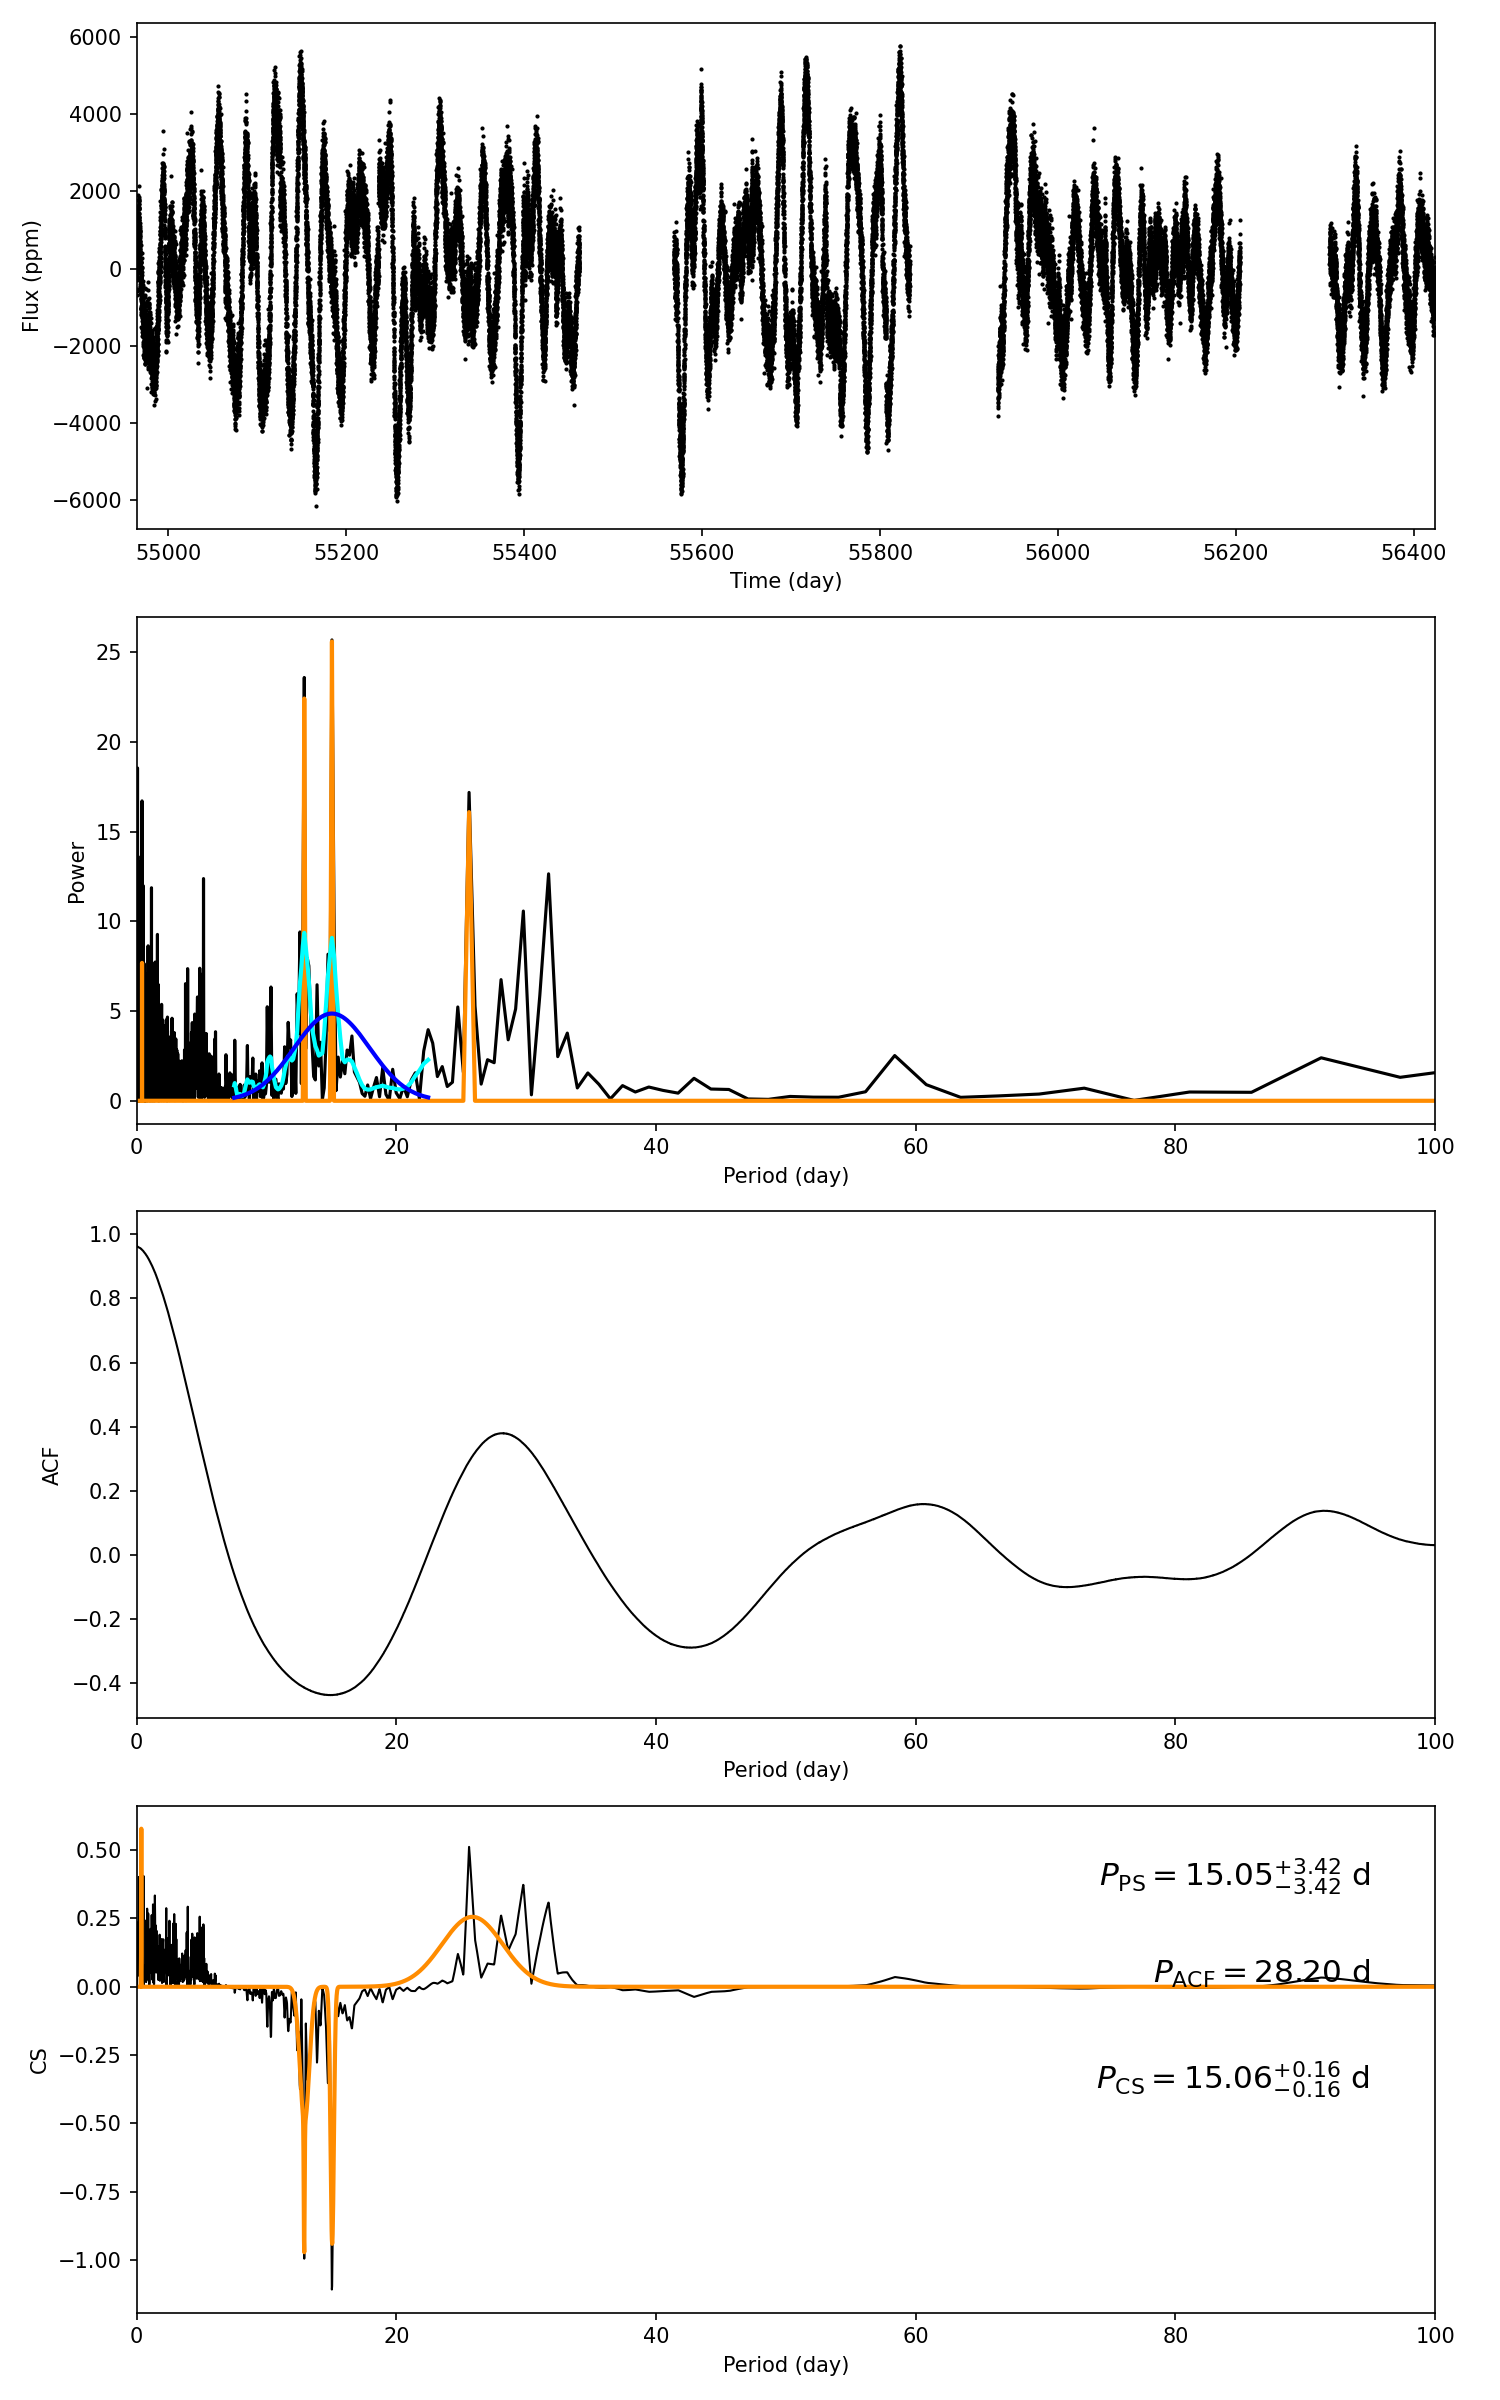 6000
4000
2000
0
−2000
−4000
−6000
Flux (ppm)
55000 55200 55400 55600 55800 56000 56200 56400
Time (day)
25
20
15
10
5
0
Power
0 20 40 60 80 100
Period (day)
1.0
0.8
0.6
0.4
0.2
0.0
−0.2
−0.4
ACF
0 20 40 60 80 100
Period (day)
0.50
0.25
0.00
−0.25
−0.50
−0.75
−1.00
CS
P_PS = 15.05^{+3.42}_{−3.42} d
P_ACF = 28.20 d
P_CS = 15.06^{+0.16}_{−0.16} d
0 20 40 60 80 100
Period (day)